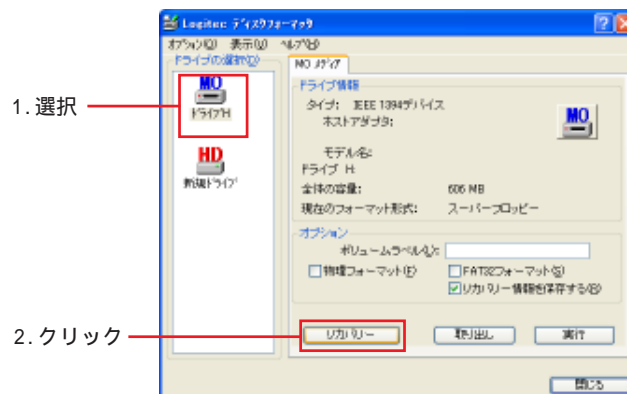 Logitec ディスクフォーマッタ
オプション(O) 表示(V) ヘルプ(H)
ドライブの選択(D)
MO メディア
MO
ドライブ H
HD
新規ドライブ
1.選択
ドライブ情報
タイプ: IEEE 1394デバイス
ホストアダプタ:
MO
モデル名:
ドライブ H:
全体の容量: 606 MB
現在のフォーマット形式: スーパーフロッピー
オプション
ボリュームラベル(L):
物理フォーマット(F) FAT32フォーマット(S)
リカバリー情報を保存する(B)
2.クリック
リカバリー 取り出し 実行
閉じる